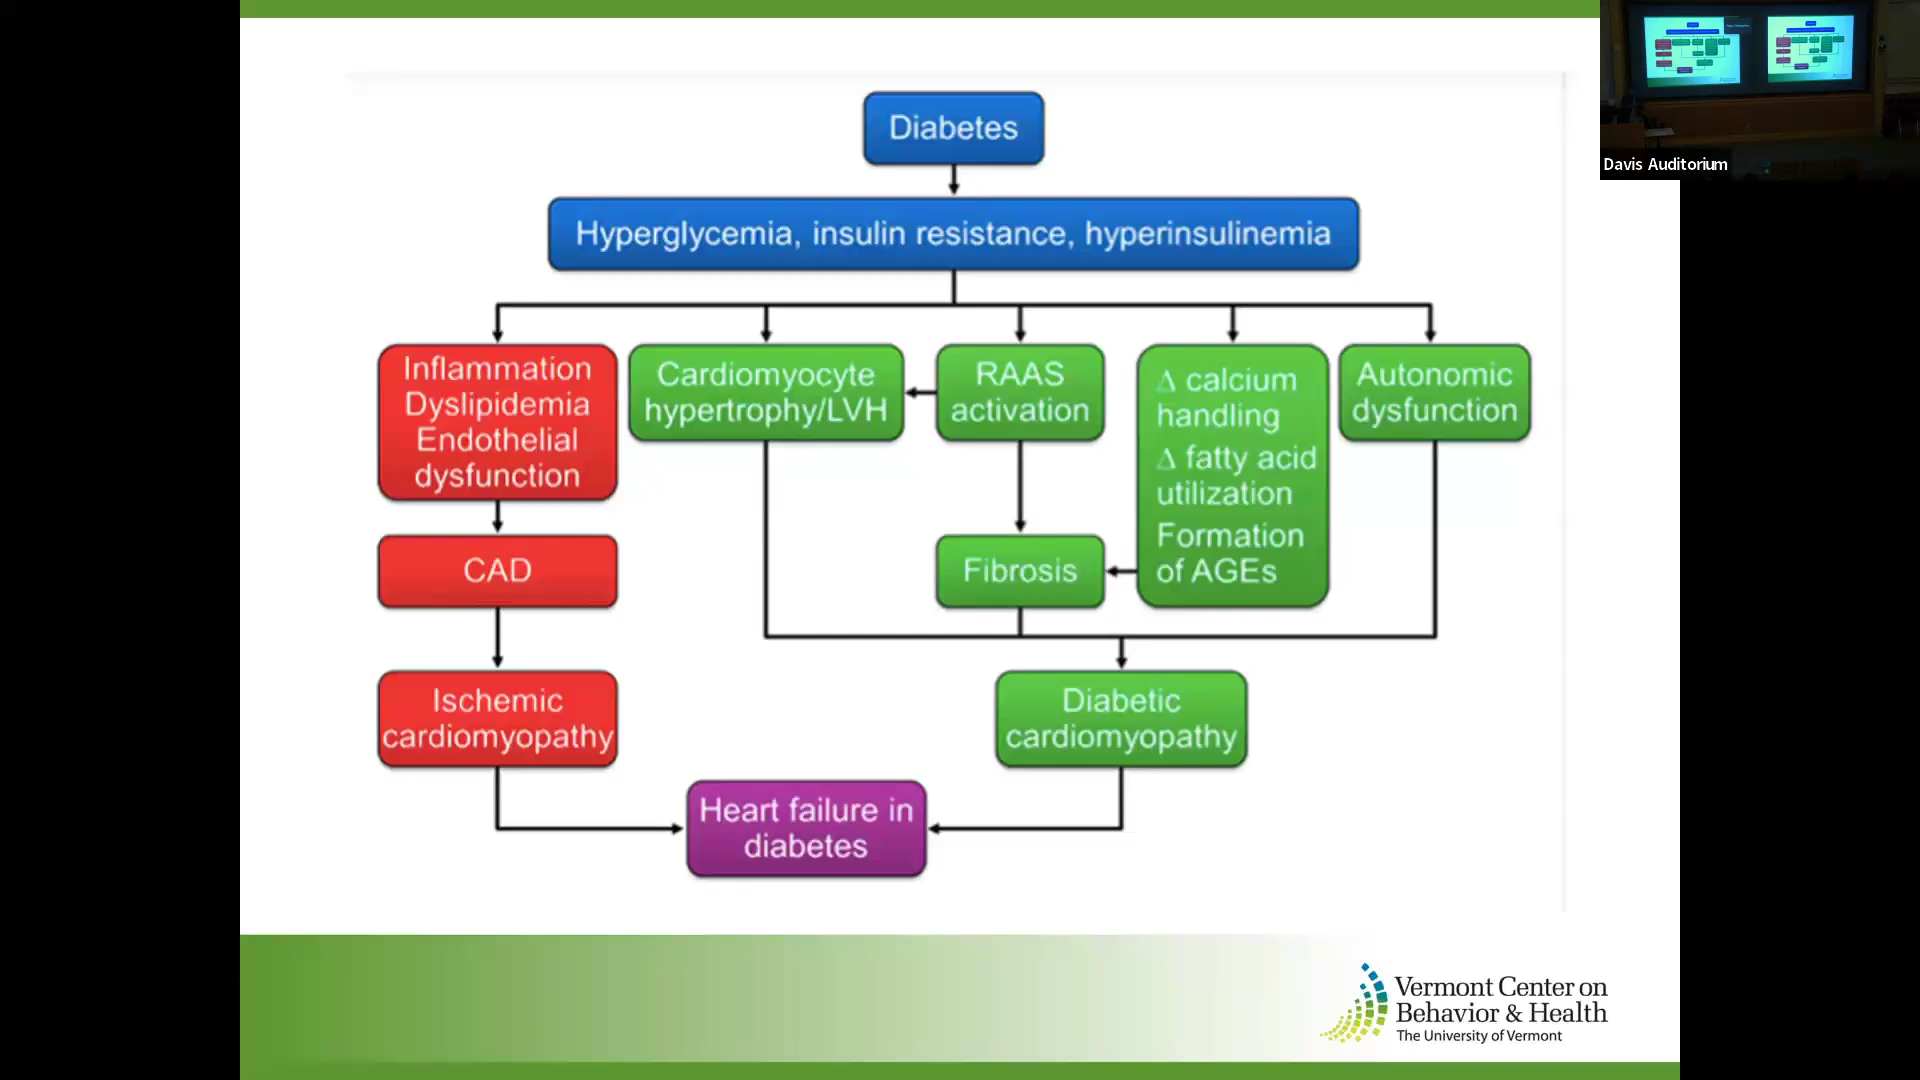 Diabetes
Hyperglycemia, insulin resistance, hyperinsulinemia
Inflammation
Dyslipidemia
Endothelial
dysfunction
Cardiomyocyte
hypertrophy/LVH
RAAS
activation
Δ calcium
handling
Δ fatty acid
utilization
Formation
of AGEs
Autonomic
dysfunction
CAD
Fibrosis
Ischemic
cardiomyopathy
Diabetic
cardiomyopathy
Heart failure in
diabetes
Vermont Center on
Behavior & Health
The University of Vermont
Davis Auditorium